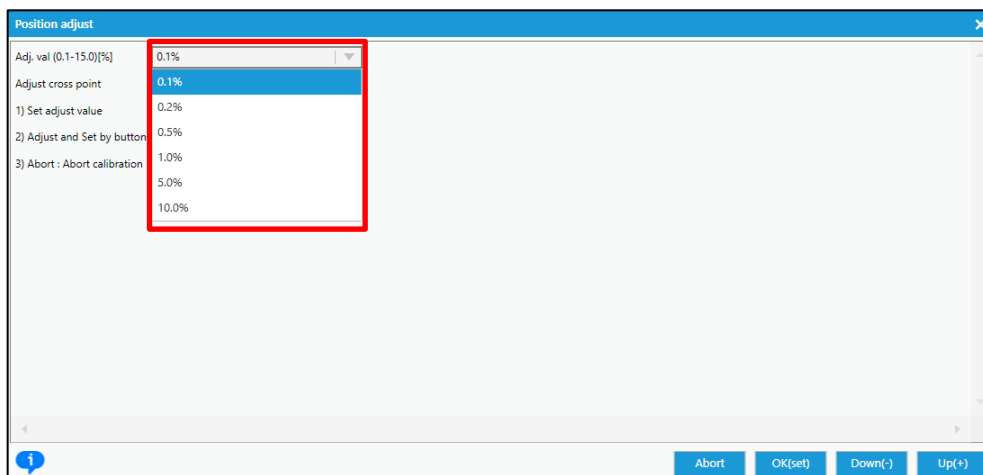 Position adjust
Adj. val (0.1-15.0)[%]
0.1%
Adjust cross point
0.1%
1) Set adjust value
0.2%
2) Adjust and Set by button
0.5%
3) Abort : Abort calibration
1.0%
5.0%
10.0%
Abort
OK(set)
Down(-)
Up(+)